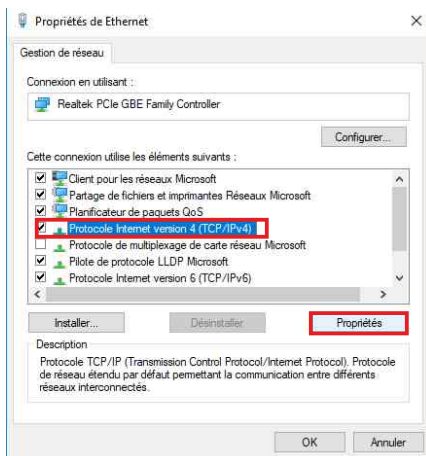 Propriétés de Ethernet
Gestion de réseau
Connexion en utilisant :
Realtek PCIe GBE Family Controller
Configurer...
Cette connexion utilise les éléments suivants :
Client pour les réseaux Microsoft
Partage de fichiers et imprimantes Réseaux Microsoft
Planificateur de paquets QoS
Protocole Internet version 4 (TCP/IPv4)
Protocole de multiplexage de carte réseau Microsoft
Pilote de protocole LLDP Microsoft
Protocole Internet version 6 (TCP/IPv6)
Installer... Désinstaller Propriétés
Description
Protocole TCP/IP (Transmission Control Protocol/Internet Protocol). Protocole
de réseau étendu par défaut permettant la communication entre différents
réseaux interconnectés.
OK Annuler